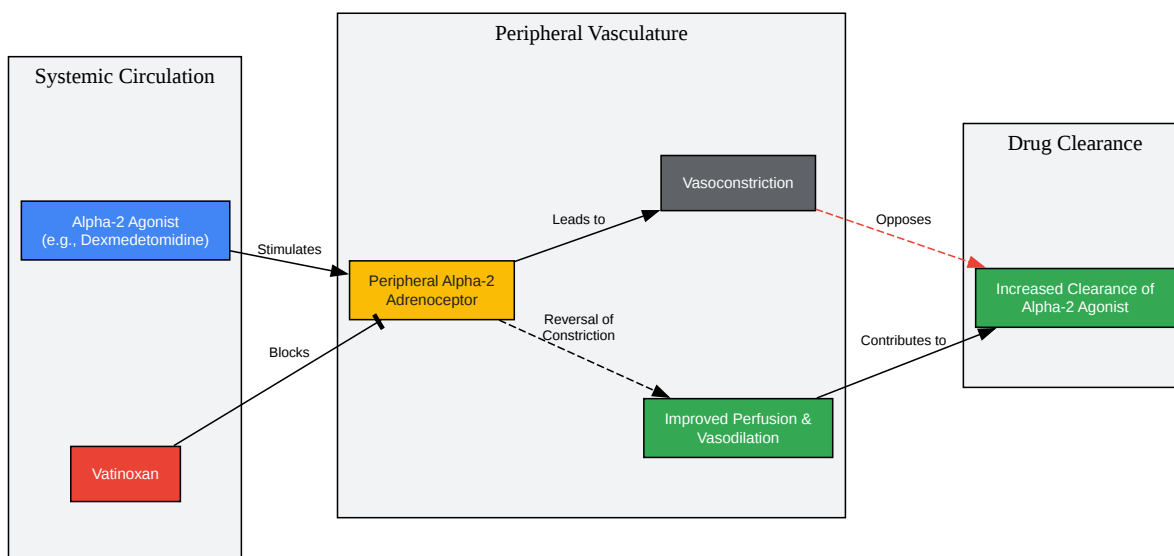 Systemic Circulation
Alpha-2 Agonist
(e.g., Dexmedetomidine)
Stimulates
Blocks
Vatinoxan
Peripheral Vasculature
Vasoconstriction
Leads to
Peripheral Alpha-2
Adrenoceptor
Reversal of
Constriction
Improved Perfusion &
Vasodilation
Opposes
Contributes to
Drug Clearance
Increased Clearance of
Alpha-2 Agonist